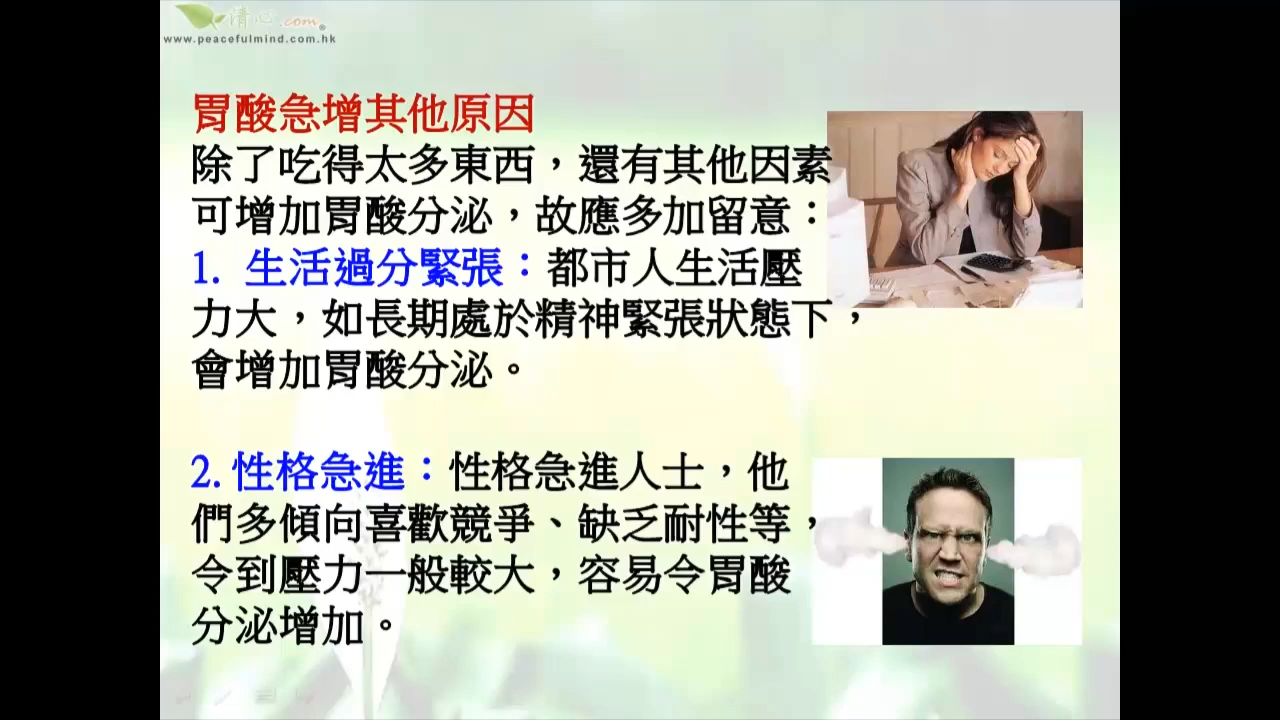 清心.com®
www.peacefulmind.com.hk
胃酸急增其他原因
除了吃得太多東西，還有其他因素
可增加胃酸分泌，故應多加留意：
1. 生活過分緊張：都市人生活壓
力大，如長期處於精神緊張狀態下，
會增加胃酸分泌。
2. 性格急進：性格急進人士，他
們多傾向喜歡競爭、缺乏耐性等，
令到壓力一般較大，容易令胃酸
分泌增加。